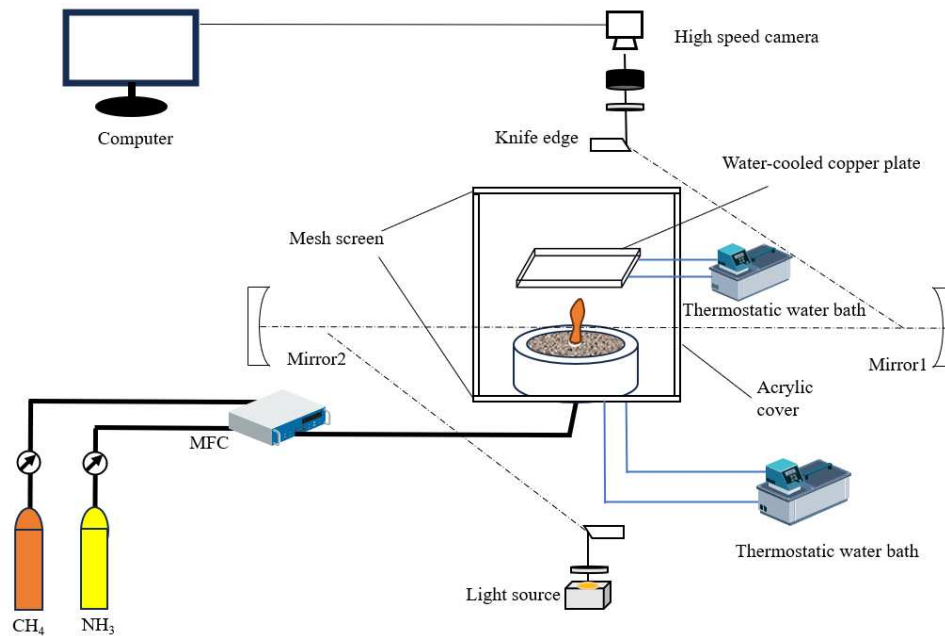 High speed camera
Computer
Knife edge
Water-cooled copper plate
Mesh screen
Thermostatic water bath
Mirror2
Mirror1
Acrylic
cover
MFC
Thermostatic water bath
Light source
CH₄
NH₃